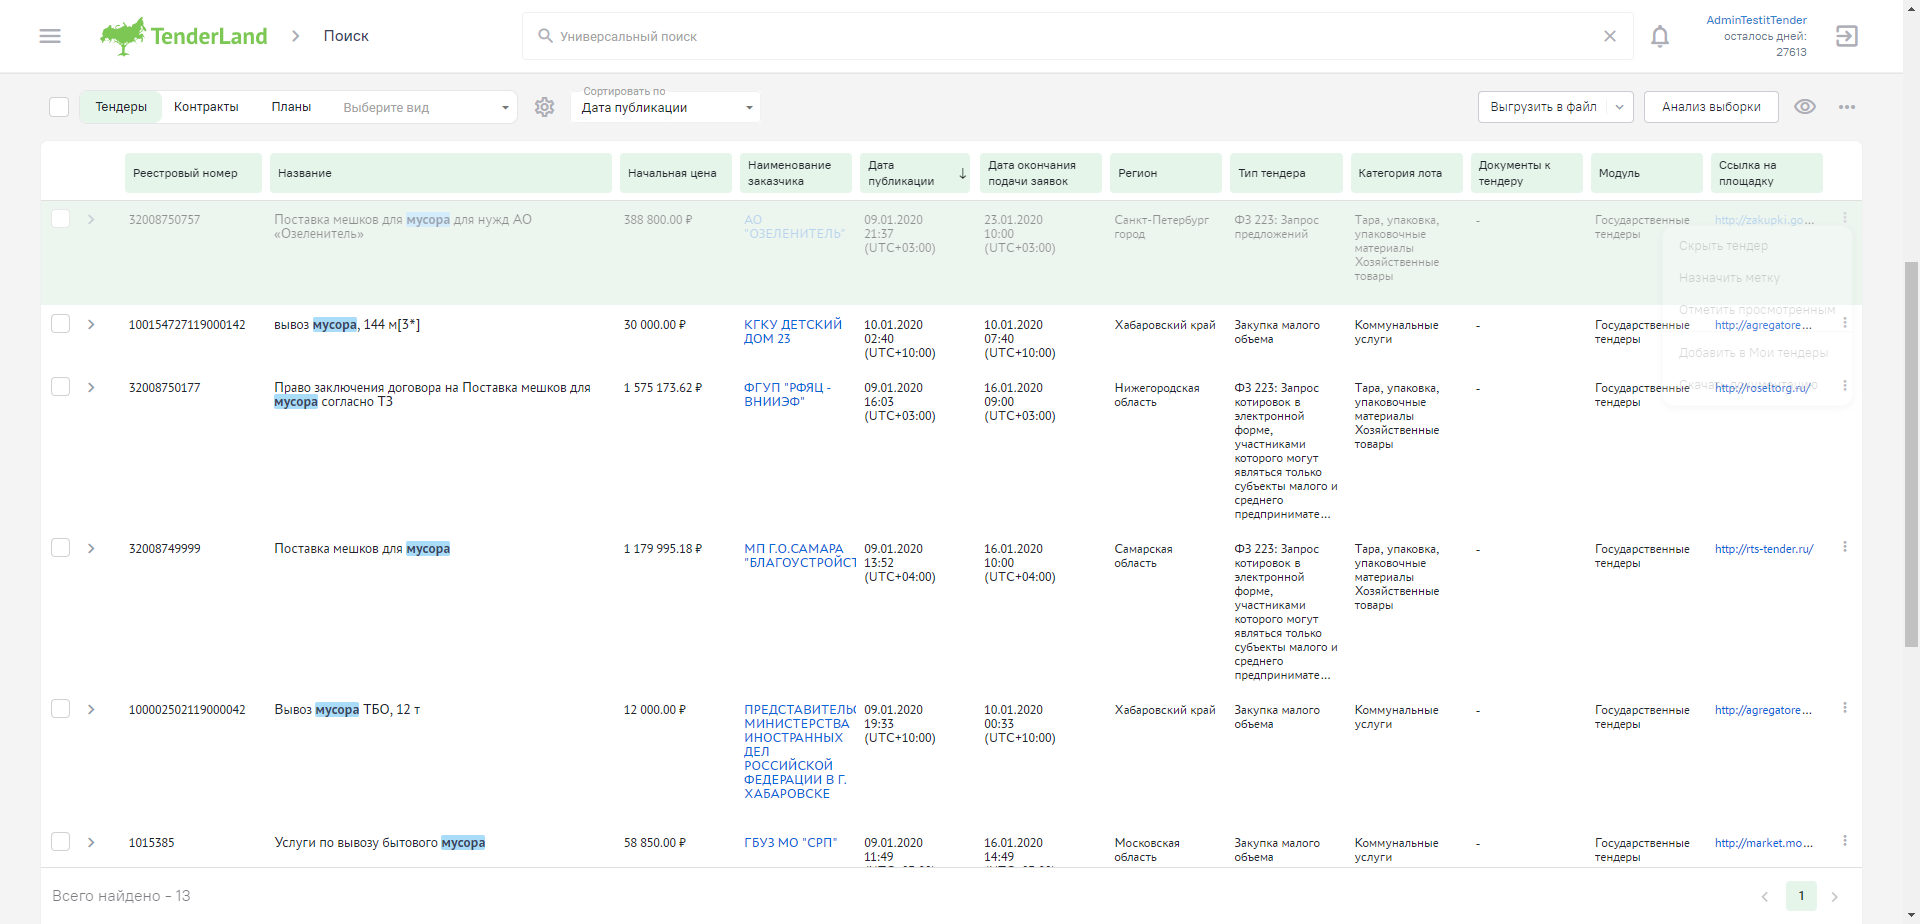 TenderLand
Поиск
Универсальный поиск
AdminTestitTender
осталось дней:
27613
Тендеры
Контракты
Планы
Выберите вид
Сортировать по
Дата публикации
Выгрузить в файл
Анализ выборки
Реестровый номер
Название
Начальная цена
Наименование
заказчика
Дата
публикации
Дата окончания
подачи заявок
Регион
Тип тендера
Категория лота
Документы к
тендеру
Модуль
Ссылка на
площадку
32008750757
Поставка мешков для мусора для нужд АО
«Озеленитель»
388 800.00 ₽
АО
"ОЗЕЛЕНИТЕЛЬ"
09.01.2020
21:37
(UTC+03:00)
23.01.2020
10:00
(UTC+03:00)
Санкт-Петербург
город
ФЗ 223: Запрос
предложений
Тара, упаковка,
упаковочные
материалы
Хозяйственные
товары
-
Государственные
тендеры
http://zakupki.go...
Скрыть тендер
Назначить метку
Отметить просмотренным
Добавить в Мои тендеры
100154727119000142
вывоз мусора, 144 м[3*]
30 000.00 ₽
КГКУ ДЕТСКИЙ
ДОМ 23
10.01.2020
02:40
(UTC+10:00)
10.01.2020
07:40
(UTC+10:00)
Хабаровский край
Закупка малого
объема
Коммунальные
услуги
-
Государственные
тендеры
http://agregatore...
32008750177
Право заключения договора на Поставка мешков для
мусора согласно ТЗ
1 575 173.62 ₽
ФГУП "РФЯЦ -
ВНИИЭФ"
09.01.2020
16:03
(UTC+03:00)
16.01.2020
09:00
(UTC+03:00)
Нижегородская
область
ФЗ 223: Запрос
котировок в
электронной
форме,
участниками
которого могут
являться только
субъекты малого и
среднего
предпринимате...
Тара, упаковка,
упаковочные
материалы
Хозяйственные
товары
-
Государственные
тендеры
http://roseltorg.ru/
32008749999
Поставка мешков для мусора
1 179 995.18 ₽
МП Г.О.САМАРА
"БЛАГОУСТРОЙСТ
09.01.2020
13:52
(UTC+04:00)
16.01.2020
10:00
(UTC+04:00)
Самарская
область
ФЗ 223: Запрос
котировок в
электронной
форме,
участниками
которого могут
являться только
субъекты малого и
среднего
предпринимате...
Тара, упаковка,
упаковочные
материалы
Хозяйственные
товары
-
Государственные
тендеры
http://rts-tender.ru/
100002502119000042
Вывоз мусора ТБО, 12 т
12 000.00 ₽
ПРЕДСТАВИТЕЛЬС
МИНИСТЕРСТВА
ИНОСТРАННЫХ
ДЕЛ
РОССИЙСКОЙ
ФЕДЕРАЦИИ В Г.
ХАБАРОВСКЕ
09.01.2020
19:33
(UTC+10:00)
10.01.2020
00:33
(UTC+10:00)
Хабаровский край
Закупка малого
объема
Коммунальные
услуги
-
Государственные
тендеры
http://agregatore...
1015385
Услуги по вывозу бытового мусора
58 850.00 ₽
ГБУЗ МО "СРП"
09.01.2020
11:49
16.01.2020
14:49
Московская
область
Закупка малого
объема
Коммунальные
услуги
-
Государственные
тендеры
http://market.mo...
Всего найдено - 13
1